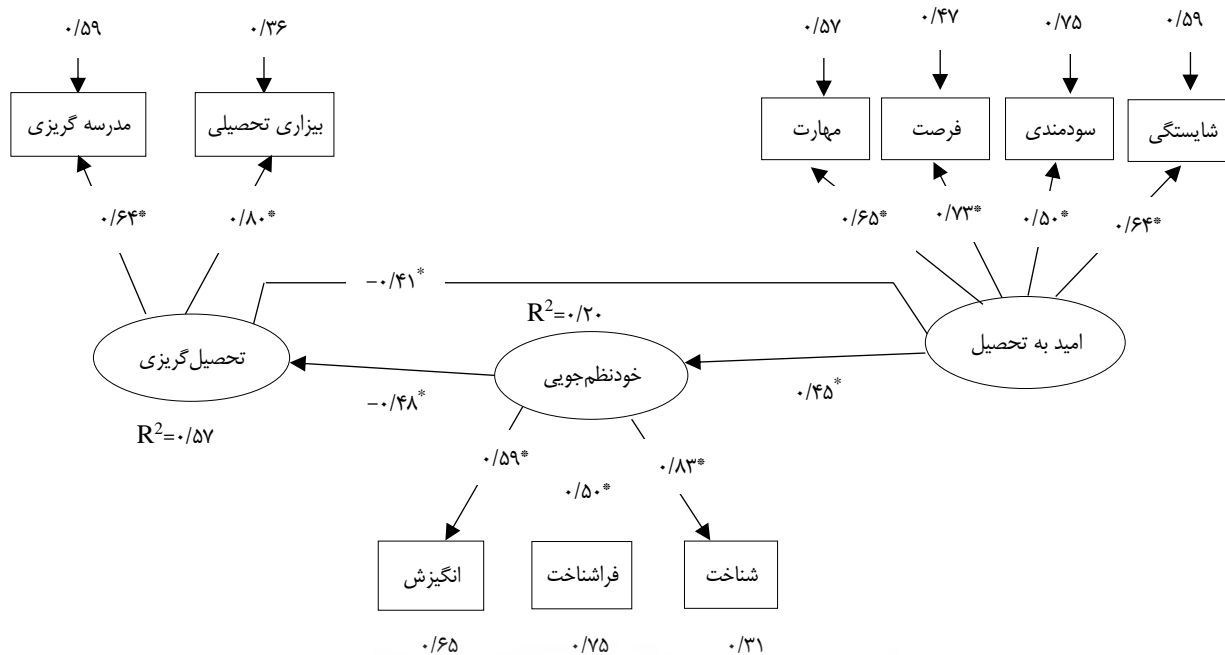 ۰/۵۹
۰/۳۶
۰/۵۷
۰/۴۷
۰/۷۵
۰/۵۹
مدرسه گریزی
بیزاری تحصیلی
مهارت
فرصت
سودمندی
شایستگی
۰/۶۴*
۰/۸۰*
۰/۶۵*
۰/۷۳*
۰/۵۰*
۰/۶۴*
−۰/۴۱*
R²=۰/۲۰
تحصیل‌گریزی
خودنظم‌جویی
امید به تحصیل
−۰/۴۸*
۰/۴۵*
R²=۰/۵۷
۰/۵۹*
۰/۵۰*
۰/۸۳*
انگیزش
فراشناخت
شناخت
۰/۶۵
۰/۷۵
۰/۳۱